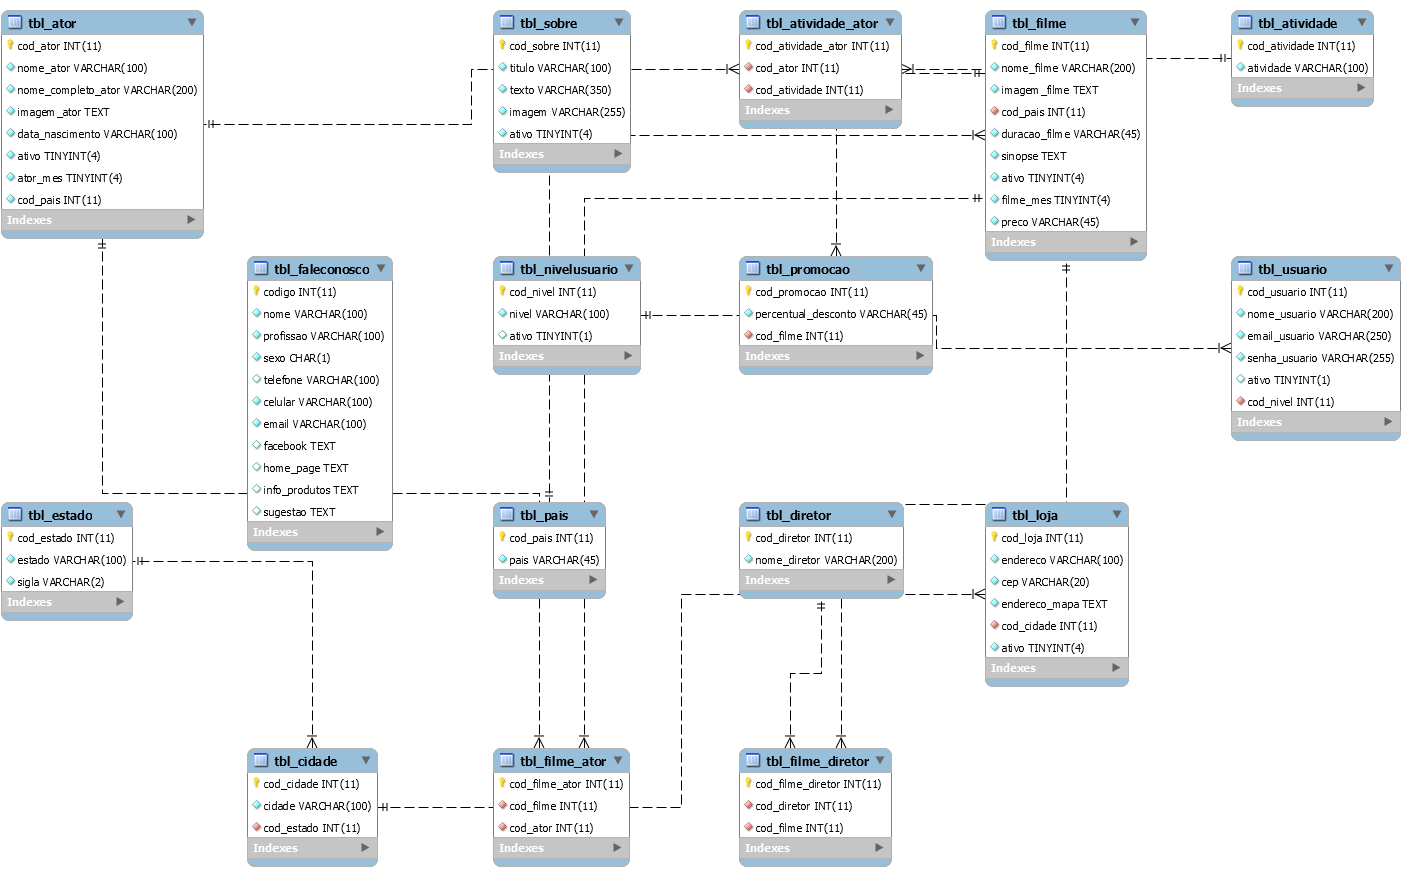 tbl_ator
cod_ator INT(11)
nome_ator VARCHAR(100)
nome_completo_ator VARCHAR(200)
imagem_ator TEXT
data_nascimento VARCHAR(100)
ativo TINYINT(4)
ator_mes TINYINT(4)
cod_pais INT(11)
Indexes
tbl_sobre
cod_sobre INT(11)
titulo VARCHAR(100)
texto VARCHAR(350)
imagem VARCHAR(255)
ativo TINYINT(4)
Indexes
tbl_atividade_ator
cod_atividade_ator INT(11)
cod_ator INT(11)
cod_atividade INT(11)
Indexes
tbl_filme
cod_filme INT(11)
nome_filme VARCHAR(200)
imagem_filme TEXT
cod_pais INT(11)
duracao_filme VARCHAR(45)
sinopse TEXT
ativo TINYINT(4)
filme_mes TINYINT(4)
preco VARCHAR(45)
Indexes
tbl_atividade
cod_atividade INT(11)
atividade VARCHAR(100)
Indexes
tbl_faleconosco
codigo INT(11)
nome VARCHAR(100)
profissao VARCHAR(100)
sexo CHAR(1)
telefone VARCHAR(100)
celular VARCHAR(100)
email VARCHAR(100)
facebook TEXT
home_page TEXT
info_produtos TEXT
sugestao TEXT
Indexes
tbl_nivelusuario
cod_nivel INT(11)
nivel VARCHAR(100)
ativo TINYINT(1)
Indexes
tbl_promocao
cod_promocao INT(11)
percentual_desconto VARCHAR(45)
cod_filme INT(11)
Indexes
tbl_usuario
cod_usuario INT(11)
nome_usuario VARCHAR(200)
email_usuario VARCHAR(250)
senha_usuario VARCHAR(255)
ativo TINYINT(1)
cod_nivel INT(11)
Indexes
tbl_estado
cod_estado INT(11)
estado VARCHAR(100)
sigla VARCHAR(2)
Indexes
tbl_pais
cod_pais INT(11)
pais VARCHAR(45)
Indexes
tbl_diretor
cod_diretor INT(11)
nome_diretor VARCHAR(200)
Indexes
tbl_loja
cod_loja INT(11)
endereco VARCHAR(100)
cep VARCHAR(20)
endereco_mapa TEXT
cod_cidade INT(11)
ativo TINYINT(4)
Indexes
tbl_cidade
cod_cidade INT(11)
cidade VARCHAR(100)
cod_estado INT(11)
Indexes
tbl_filme_ator
cod_filme_ator INT(11)
cod_filme INT(11)
cod_ator INT(11)
Indexes
tbl_filme_diretor
cod_filme_diretor INT(11)
cod_diretor INT(11)
cod_filme INT(11)
Indexes